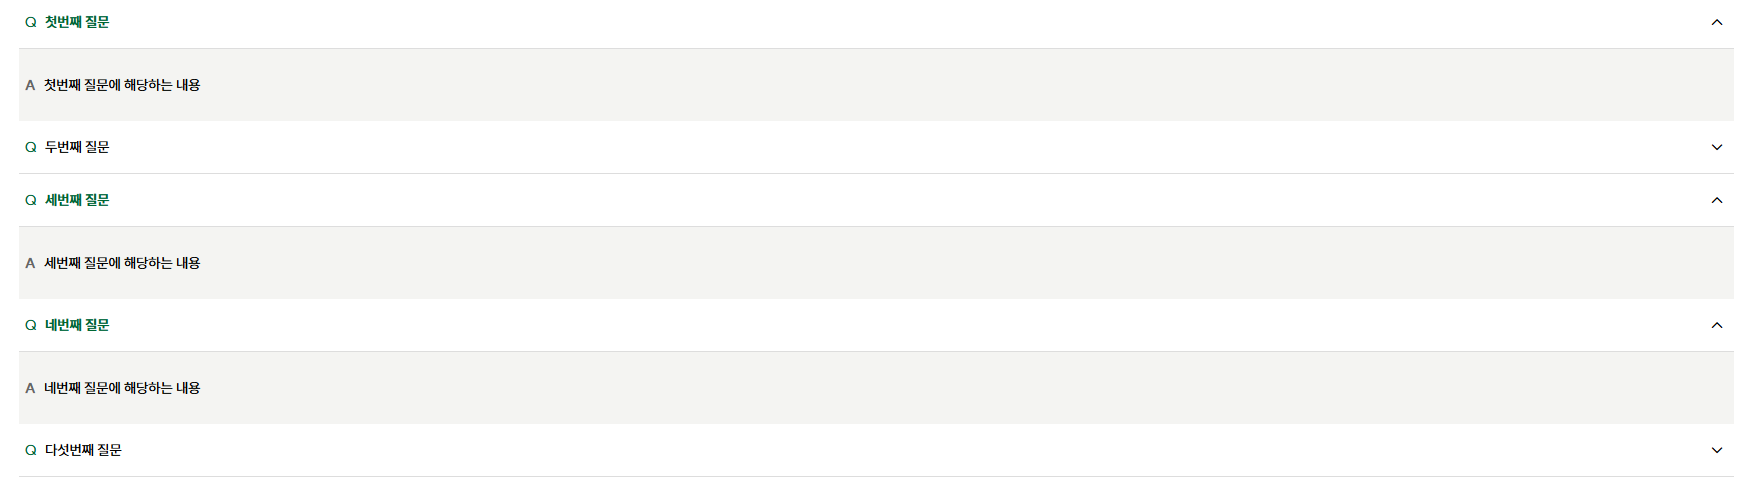 Q 첫번째 질문
A 첫번째 질문에 해당하는 내용
Q 두번째 질문
Q 세번째 질문
A 세번째 질문에 해당하는 내용
Q 네번째 질문
A 네번째 질문에 해당하는 내용
Q 다섯번째 질문